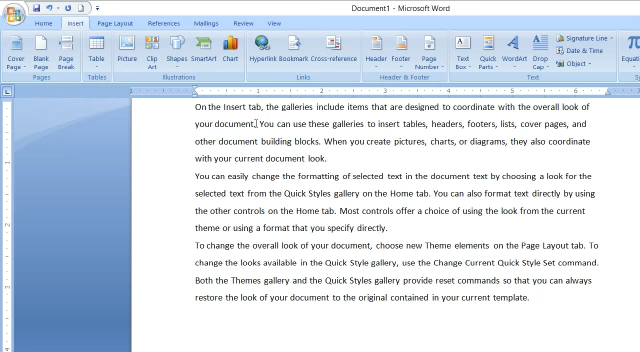 Document1 - Microsoft Word
Home Insert Page Layout References Mailings Review View
Cover Page Blank Page Page Break Table Picture Clip Art Shapes SmartArt Chart Hyperlink Bookmark Cross-reference Header Footer Page Number Text Box Quick Parts WordArt Drop Cap Signature Line Date & Time Object
Pages Tables Illustrations Links Header & Footer Text
On the Insert tab, the galleries include items that are designed to coordinate with the overall look of
your document. You can use these galleries to insert tables, headers, footers, lists, cover pages, and
other document building blocks. When you create pictures, charts, or diagrams, they also coordinate
with your current document look.
You can easily change the formatting of selected text in the document text by choosing a look for the
selected text from the Quick Styles gallery on the Home tab. You can also format text directly by using
the other controls on the Home tab. Most controls offer a choice of using the look from the current
theme or using a format that you specify directly.
To change the overall look of your document, choose new Theme elements on the Page Layout tab. To
change the looks available in the Quick Style gallery, use the Change Current Quick Style Set command.
Both the Themes gallery and the Quick Styles gallery provide reset commands so that you can always
restore the look of your document to the original contained in your current template.